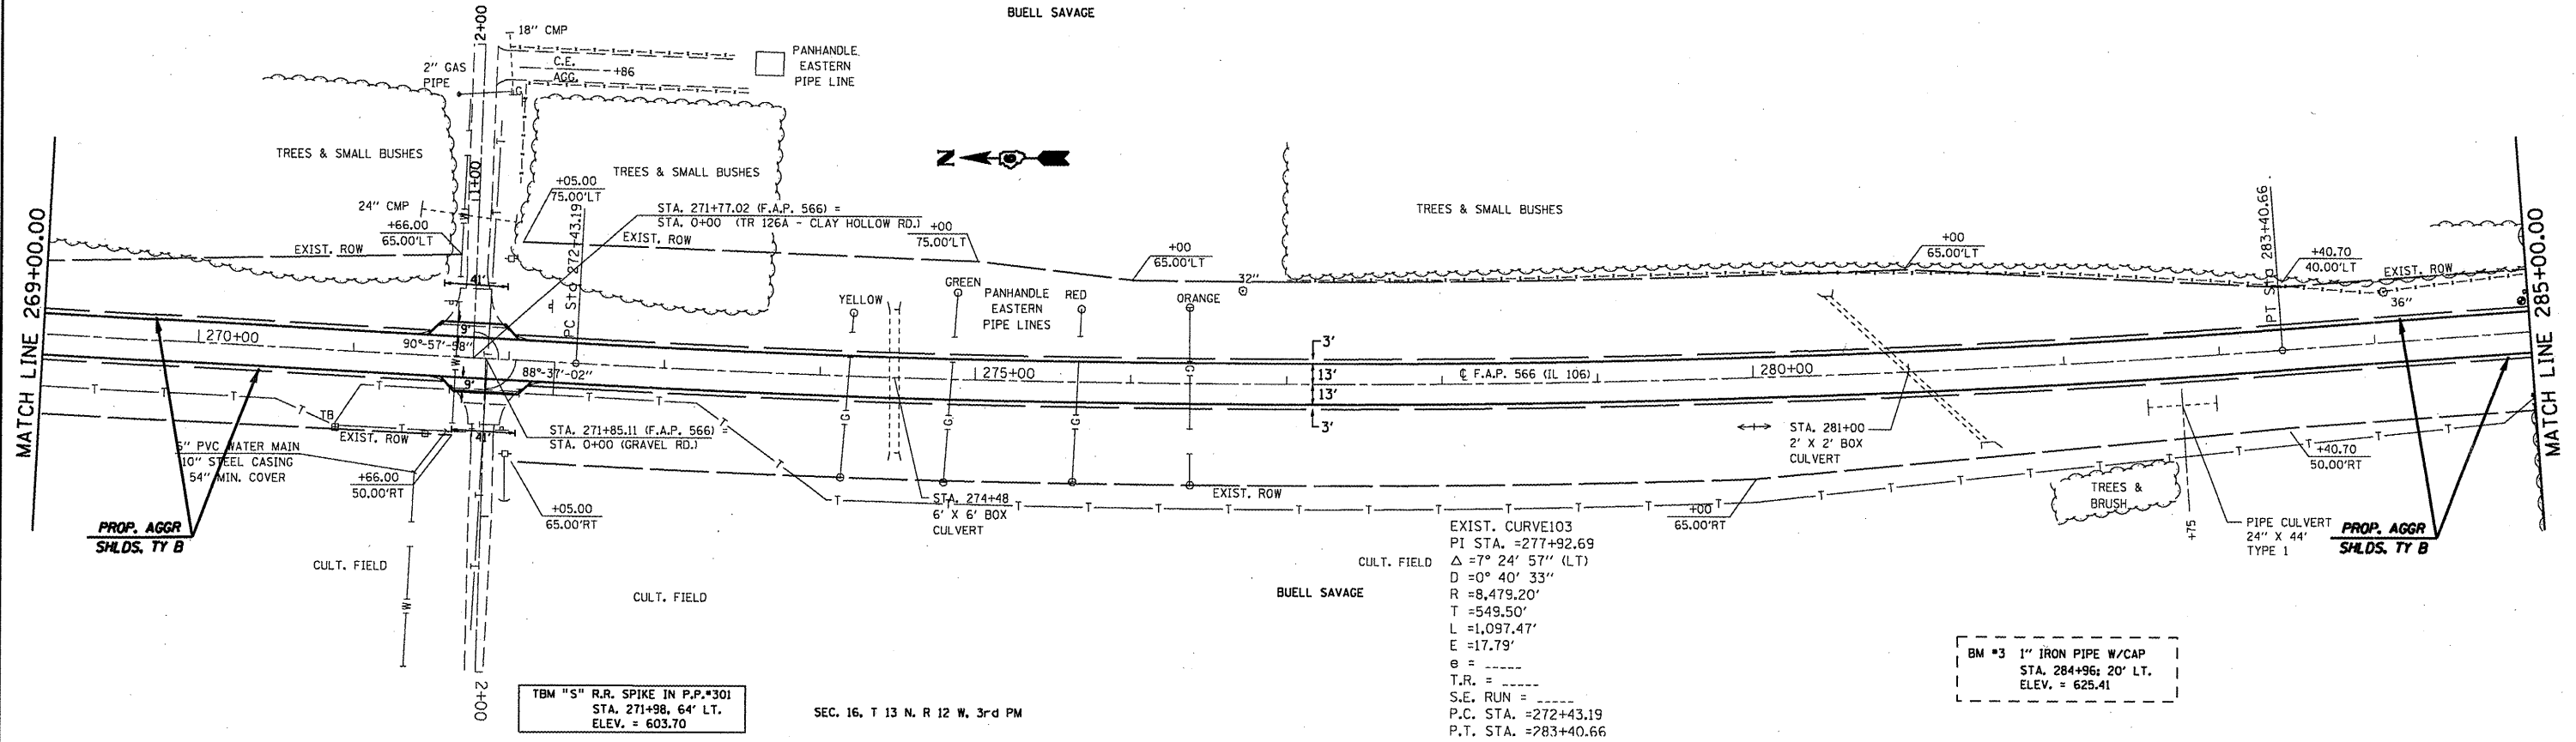 BUELL SAVAGE
2+00
18" CMP
2" GAS
PIPE
C.E.
+86
AGG.
G
PANHANDLE
EASTERN
PIPE LINE
TREES & SMALL BUSHES
1+00
24" CMP
+66.00
65.00'LT
EXIST. ROW
TREES & SMALL BUSHES
+05.00
75.00'LT
STA. 271+77.02 (F.A.P. 566) =
STA. 0+00 (TR 126A - CLAY HOLLOW RD.)
EXIST. ROW
PC Sta 272+43.19
+00
75.00'LT
N
+00
65.00'LT
32"
TREES & SMALL BUSHES
+00
65.00'LT
PT Sta 283+40.66
+40.70
40.00'LT
EXIST. ROW
36"
MATCH LINE 269+00.00
MATCH LINE 285+00.00
41'
9'
270+00
90°-57'-58"
88°-37'-02"
9'
41'
YELLOW
GREEN
PANHANDLE
EASTERN
PIPE LINES
RED
ORANGE
275+00
3'
13'
13'
3'
℄ F.A.P. 566 (IL 106)
280+00
TB
EXIST. ROW
PVC WATER MAIN
10" STEEL CASING
54" MIN. COVER
+66.00
50.00'RT
STA. 271+85.11 (F.A.P. 566) =
STA. 0+00 (GRAVEL RD.)
+05.00
65.00'RT
STA. 274+48
6' X 6' BOX
CULVERT
EXIST. ROW
STA. 281+00
2' X 2' BOX
CULVERT
+00
65.00'RT
+40.70
50.00'RT
TREES &
BRUSH
+75
PIPE CULVERT
24" X 44'
TYPE 1
PROP. AGGR
SHLDS. TY B
PROP. AGGR
SHLDS. TY B
CULT. FIELD
W
CULT. FIELD
2+00
BUELL SAVAGE
CULT. FIELD
EXIST. CURVE103
PI STA. =277+92.69
Δ =7° 24' 57" (LT)
D =0° 40' 33"
R =8,479.20'
T =549.50'
L =1,097.47'
E =17.79'
e = _____
T.R. = _____
S.E. RUN = _____
P.C. STA. =272+43.19
P.T. STA. =283+40.66
TBM "S" R.R. SPIKE IN P.P.#301
STA. 271+98, 64' LT.
ELEV. = 603.70
SEC. 16, T 13 N, R 12 W, 3rd PM
BM #3 1" IRON PIPE W/CAP
STA. 284+96; 20' LT.
ELEV. = 625.41